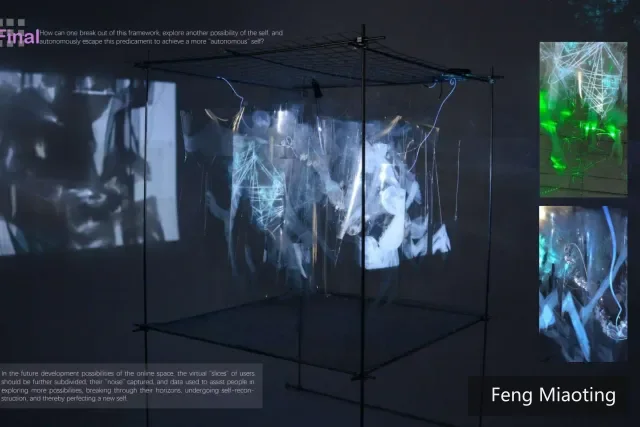 Final
How can one break out of this framework, explore another possibility of the self, and
autonomously escape this predicament to achieve a more "autonomous" self?
In the future development possibilities of the online space, the virtual "slices" of users
should be further subdivided, their "noise" captured, and data used to assist people in
exploring more possibilities, breaking through their horizons, undergoing self-recon-
struction, and thereby perfecting a new self.
Feng Miaoting